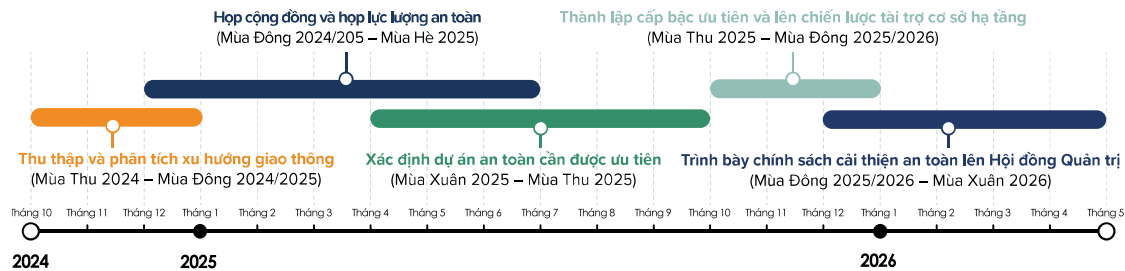 Họp cộng đồng và họp lực lượng an toàn
(Mùa Đông 2024/205 – Mùa Hè 2025)
Thành lập cấp bậc ưu tiên và lên chiến lược tài trợ cơ sở hạ tầng
(Mùa Thu 2025 – Mùa Đông 2025/2026)
Thu thập và phân tích xu hướng giao thông
(Mùa Thu 2024 – Mùa Đông 2024/2025)
Xác định dự án an toàn cần được ưu tiên
(Mùa Xuân 2025 – Mùa Thu 2025)
Trình bày chính sách cải thiện an toàn lên Hội đồng Quản trị
(Mùa Đông 2025/2026 – Mùa Xuân 2026)
Tháng 10 Tháng 11 Tháng 12 Tháng 1 Tháng 2 Tháng 3 Tháng 4 Tháng 5 Tháng 6 Tháng 7 Tháng 8 Tháng 9 Tháng 10 Tháng 11 Tháng 12 Tháng 1 Tháng 2 Tháng 3 Tháng 4 Tháng 5
2024 2025 2026